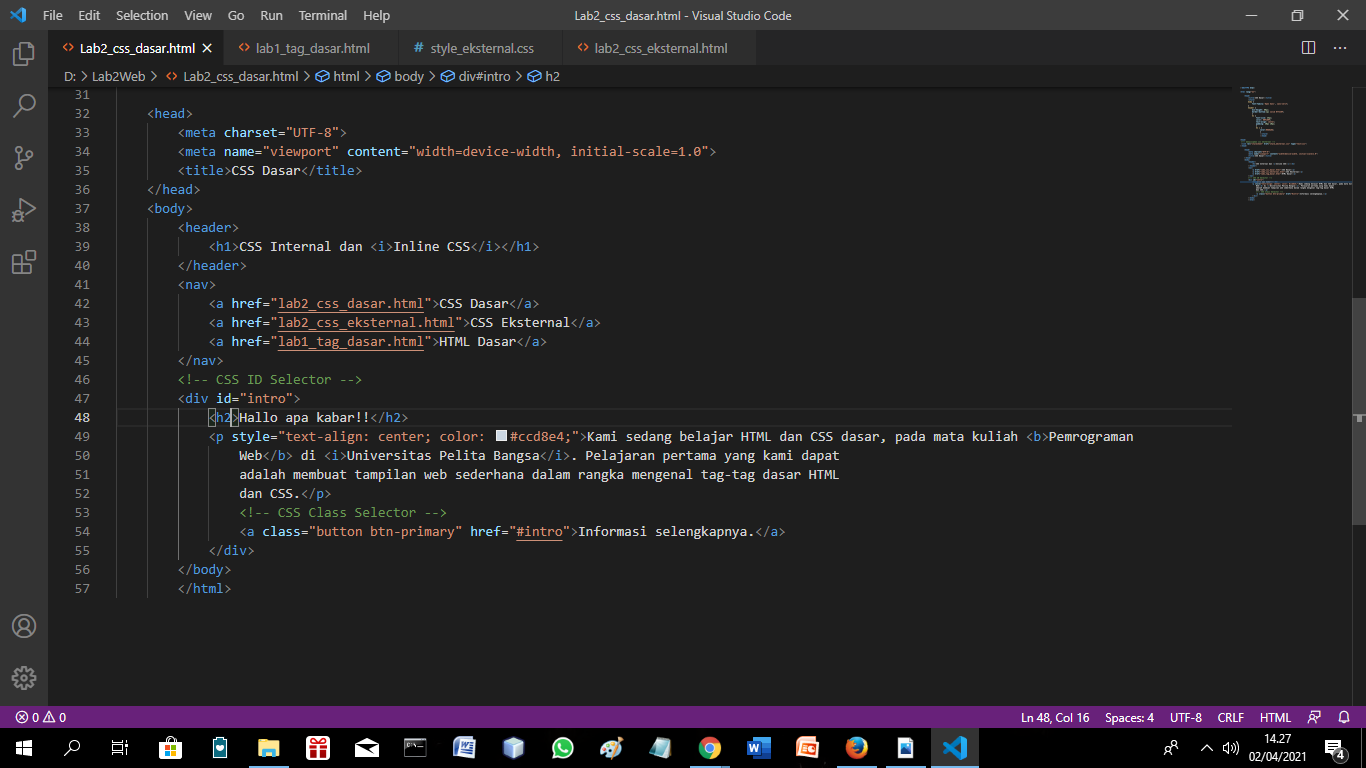 File Edit Selection View Go Run Terminal Help Lab2_css_dasar.html - Visual Studio Code
Lab2_css_dasar.html lab1_tag_dasar.html # style_eksternal.css lab2_css_eksternal.html
D: > Lab2Web > Lab2_css_dasar.html > html > body > div#intro > h2
31
32 <head>
33 <meta charset="UTF-8">
34 <meta name="viewport" content="width=device-width, initial-scale=1.0">
35 <title>CSS Dasar</title>
36 </head>
37 <body>
38 <header>
39 <h1>CSS Internal dan <i>Inline CSS</i></h1>
40 </header>
41 <nav>
42 <a href="lab2_css_dasar.html">CSS Dasar</a>
43 <a href="lab2_css_eksternal.html">CSS Eksternal</a>
44 <a href="lab1_tag_dasar.html">HTML Dasar</a>
45 </nav>
46 <!-- CSS ID Selector -->
47 <div id="intro">
48 <h2>Hallo apa kabar!!</h2>
49 <p style="text-align: center; color: #ccd8e4;">Kami sedang belajar HTML dan CSS dasar, pada mata kuliah <b>Pemrograman
50 Web</b> di <i>Universitas Pelita Bangsa</i>. Pelajaran pertama yang kami dapat
51 adalah membuat tampilan web sederhana dalam rangka mengenal tag-tag dasar HTML
52 dan CSS.</p>
53 <!-- CSS Class Selector -->
54 <a class="button btn-primary" href="#intro">Informasi selengkapnya.</a>
55 </div>
56 </body>
57 </html>
0 0 Ln 48, Col 16 Spaces: 4 UTF-8 CRLF HTML
14.27
02/04/2021
4